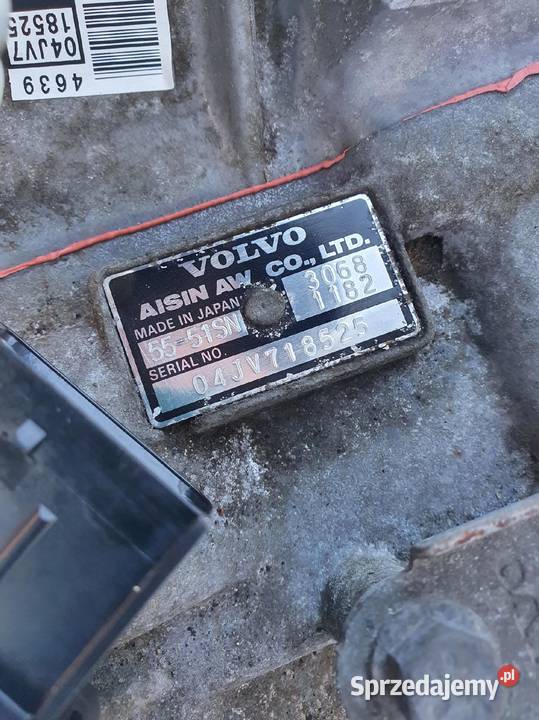 04JV7
18525
4639
VOLVO
AISIN AW CO., LTD.
MADE IN JAPAN
3068
1182
55-51SN
SERIAL NO.
04JV718525
Sprzedajemy.pl